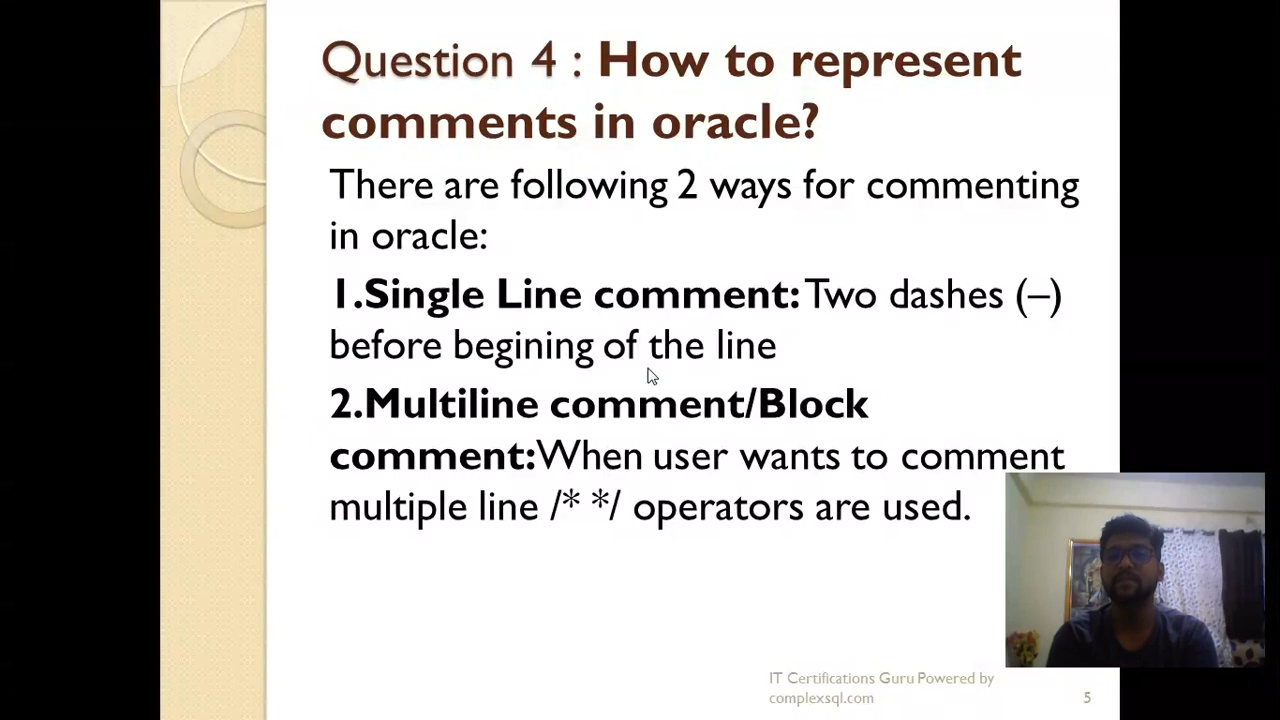 Question 4 : How to represent
comments in oracle?
There are following 2 ways for commenting
in oracle:
1.Single Line comment: Two dashes (–)
before begining of the line
2.Multiline comment/Block
comment:When user wants to comment
multiple line /* */ operators are used.
IT Certifications Guru Powered by
complexsql.com
5